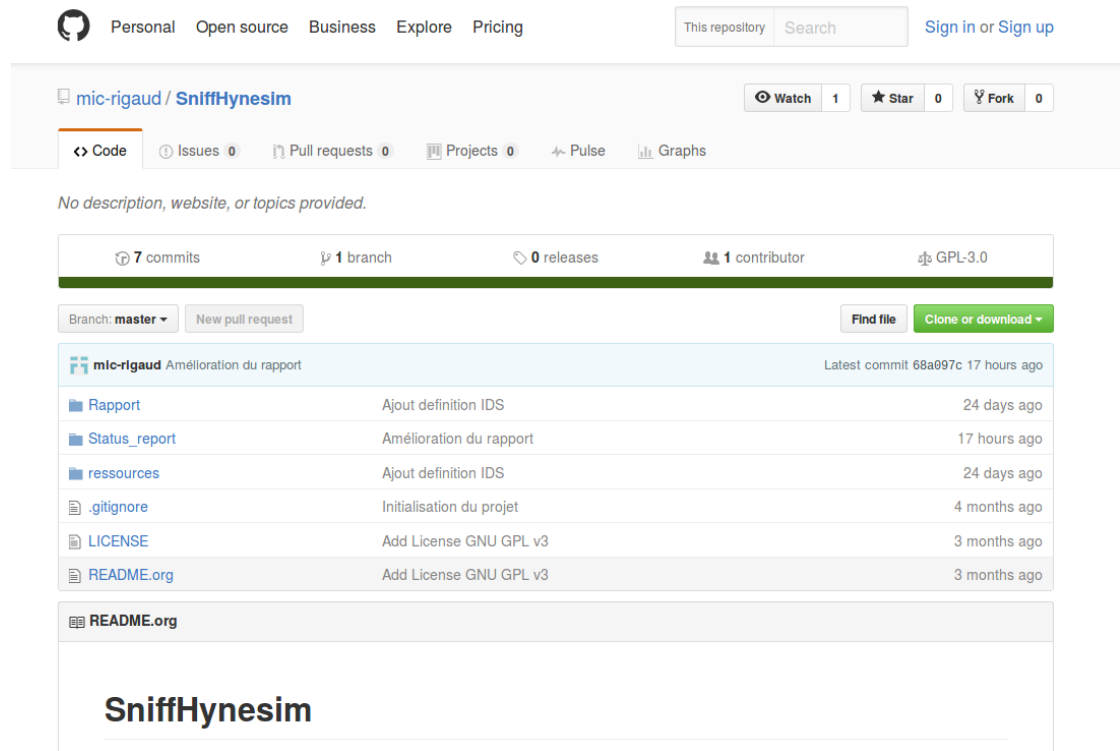 Personal Open source Business Explore Pricing This repository Search Sign in or Sign up
mic-rigaud / SniffHynesim Watch 1 Star 0 Fork 0
Code Issues 0 Pull requests 0 Projects 0 Pulse Graphs
No description, website, or topics provided.
7 commits 1 branch 0 releases 1 contributor GPL-3.0
Branch: master New pull request Find file Clone or download
mic-rigaud Amélioration du rapport Latest commit 68a097c 17 hours ago
Rapport Ajout definition IDS 24 days ago
Status_report Amélioration du rapport 17 hours ago
ressources Ajout definition IDS 24 days ago
.gitignore Initialisation du projet 4 months ago
LICENSE Add License GNU GPL v3 3 months ago
README.org Add License GNU GPL v3 3 months ago
README.org
SniffHynesim